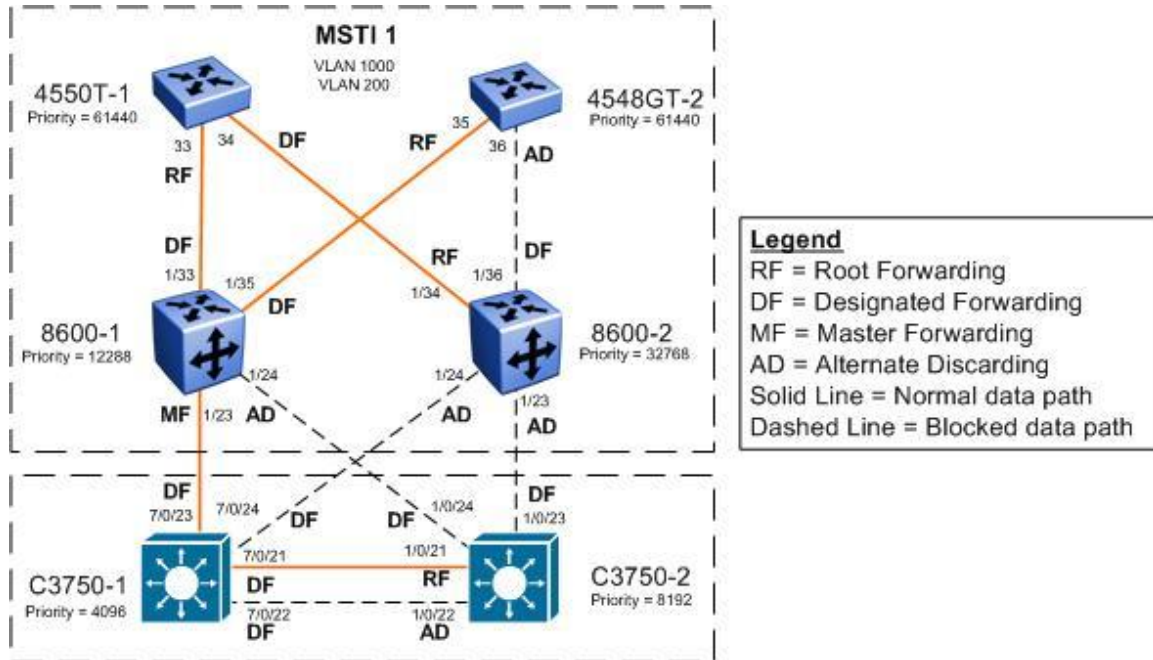 MSTI 1
VLAN 1000
VLAN 200
4550T-1
Priority = 61440
4548GT-2
Priority = 61440
33
34
DF
RF
35
RF
36
AD
DF
1/33
1/35
DF
RF
1/34
1/36
DF
8600-1
Priority = 12288
8600-2
Priority = 32768
MF
1/23
1/24
AD
1/24
AD
1/23
AD
DF
7/0/23
7/0/24
DF
DF
1/0/24
DF
1/0/23
C3750-1
Priority = 4096
7/0/21
DF
7/0/22
DF
1/0/21
RF
1/0/22
AD
C3750-2
Priority = 8192
Legend
RF = Root Forwarding
DF = Designated Forwarding
MF = Master Forwarding
AD = Alternate Discarding
Solid Line = Normal data path
Dashed Line = Blocked data path